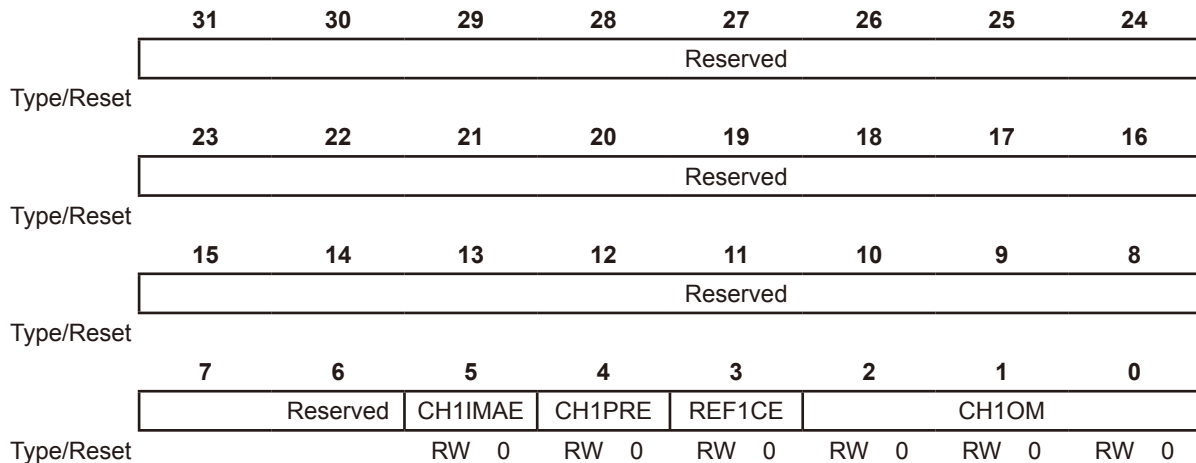 31 30 29 28 27 26 25 24
Reserved
Type/Reset
23 22 21 20 19 18 17 16
Reserved
Type/Reset
15 14 13 12 11 10 9 8
Reserved
Type/Reset
7 6 5 4 3 2 1 0
Reserved CH1IMAE CH1PRE REF1CE CH1OM
Type/Reset RW 0 RW 0 RW 0 RW 0 RW 0 RW 0